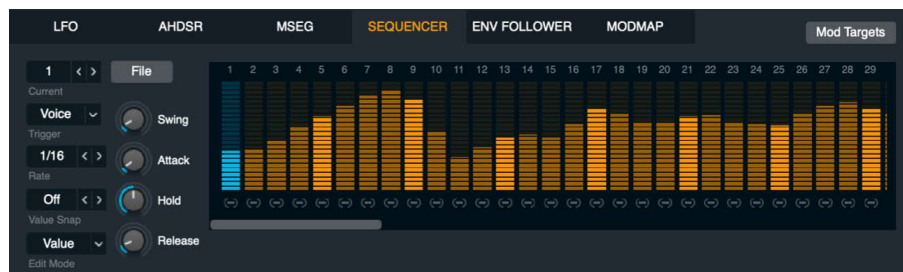 LFO AHDSR MSEG SEQUENCER ENV FOLLOWER MODMAP Mod Targets
1 File
Current
Voice
Trigger
Swing
1/16
Rate
Attack
Off
Value Snap
Hold
Value
Edit Mode
Release
1 2 3 4 5 6 7 8 9 10 11 12 13 14 15 16 17 18 19 20 21 22 23 24 25 26 27 28 29